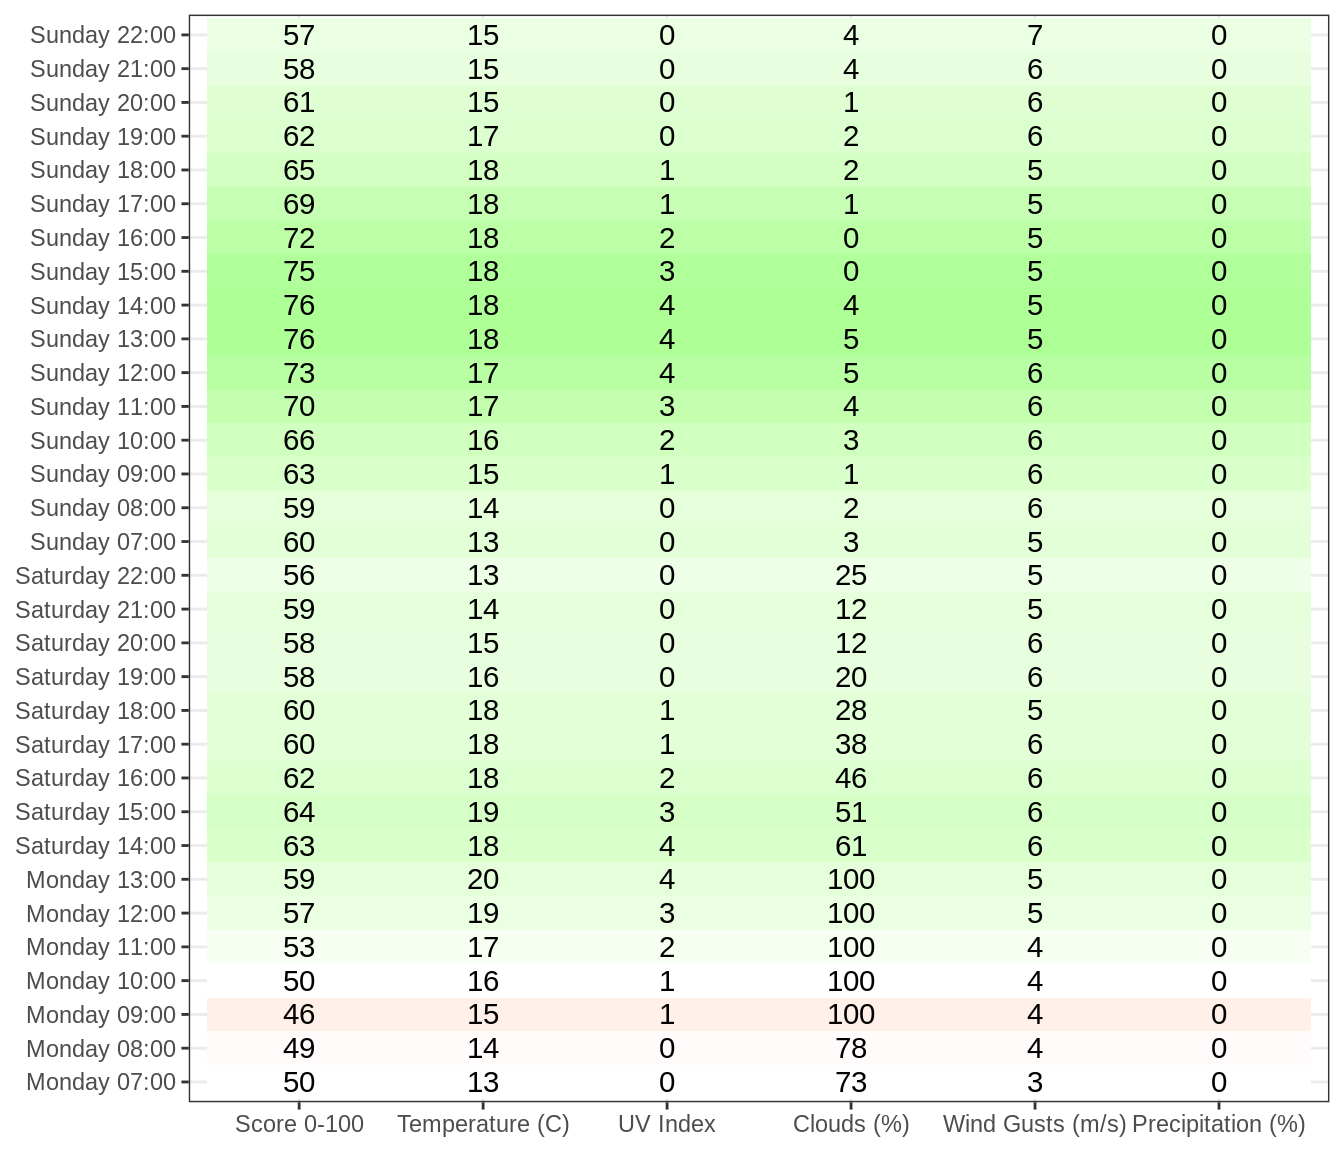 Sunday 22:00 57 15 0 4 7 0
Sunday 21:00 58 15 0 4 6 0
Sunday 20:00 61 15 0 1 6 0
Sunday 19:00 62 17 0 2 6 0
Sunday 18:00 65 18 1 2 5 0
Sunday 17:00 69 18 1 1 5 0
Sunday 16:00 72 18 2 0 5 0
Sunday 15:00 75 18 3 0 5 0
Sunday 14:00 76 18 4 4 5 0
Sunday 13:00 76 18 4 5 5 0
Sunday 12:00 73 17 4 5 6 0
Sunday 11:00 70 17 3 4 6 0
Sunday 10:00 66 16 2 3 6 0
Sunday 09:00 63 15 1 1 6 0
Sunday 08:00 59 14 0 2 6 0
Sunday 07:00 60 13 0 3 5 0
Saturday 22:00 56 13 0 25 5 0
Saturday 21:00 59 14 0 12 5 0
Saturday 20:00 58 15 0 12 6 0
Saturday 19:00 58 16 0 20 6 0
Saturday 18:00 60 18 1 28 5 0
Saturday 17:00 60 18 1 38 6 0
Saturday 16:00 62 18 2 46 6 0
Saturday 15:00 64 19 3 51 6 0
Saturday 14:00 63 18 4 61 6 0
Monday 13:00 59 20 4 100 5 0
Monday 12:00 57 19 3 100 5 0
Monday 11:00 53 17 2 100 4 0
Monday 10:00 50 16 1 100 4 0
Monday 09:00 46 15 1 100 4 0
Monday 08:00 49 14 0 78 4 0
Monday 07:00 50 13 0 73 3 0
Score 0-100 Temperature (C) UV Index Clouds (%) Wind Gusts (m/s) Precipitation (%)